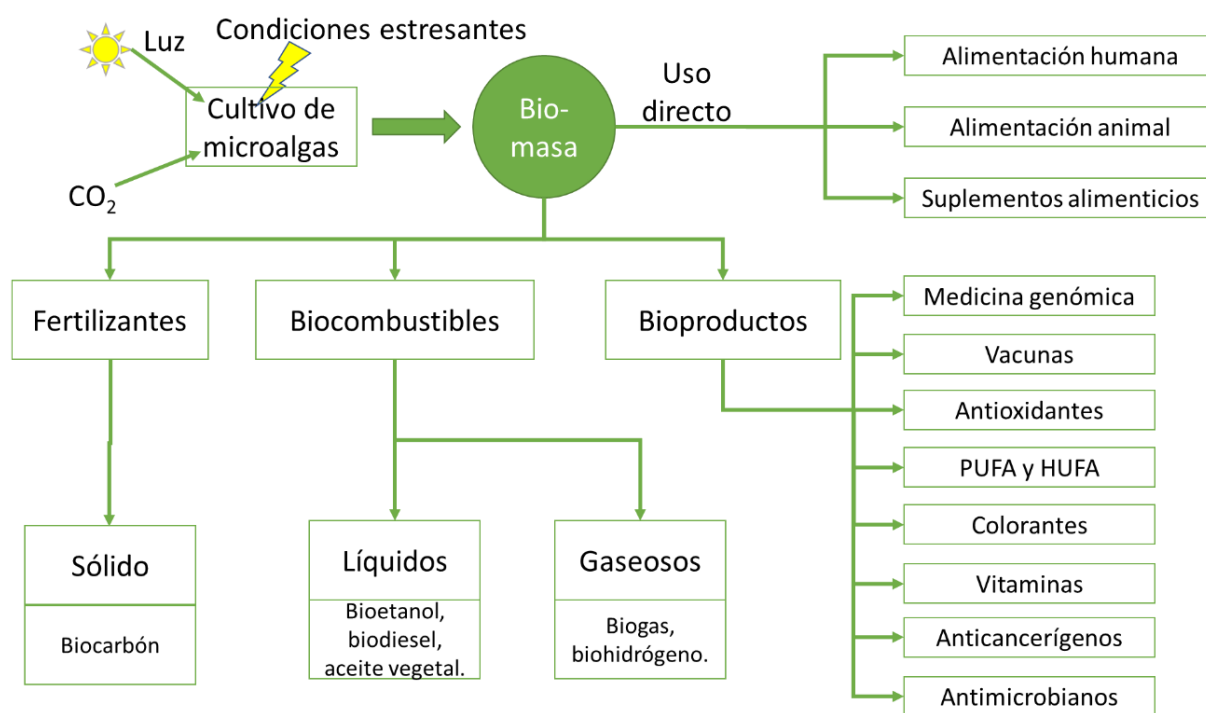 Condiciones estresantes
Luz
Cultivo de
microalgas
CO₂
Bio-
masa
Uso
directo
Alimentación humana
Alimentación animal
Suplementos alimenticios
Fertilizantes
Biocombustibles
Bioproductos
Sólido
Biocarbón
Líquidos
Bioetanol,
biodiesel,
aceite vegetal.
Gaseosos
Biogas,
biohidrógeno.
Medicina genómica
Vacunas
Antioxidantes
PUFA y HUFA
Colorantes
Vitaminas
Anticancerígenos
Antimicrobianos